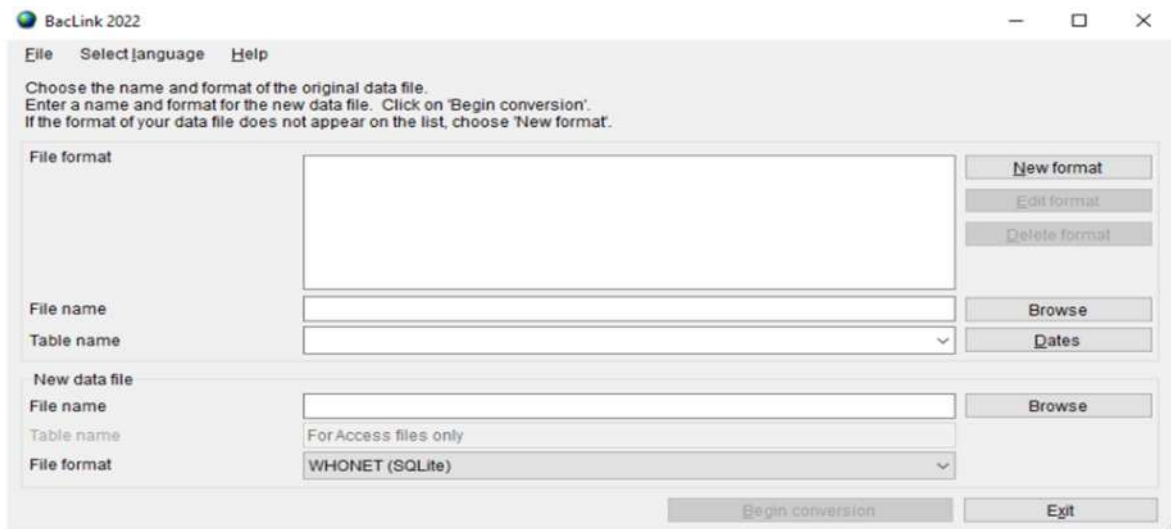 BacLink 2022
File Select language Help
Choose the name and format of the original data file.
Enter a name and format for the new data file. Click on 'Begin conversion'.
If the format of your data file does not appear on the list, choose 'New format'.
File format
New format
Edit format
Delete format
File name Browse
Table name Dates
New data file
File name Browse
Table name For Access files only
File format WHONET (SQLite)
Begin conversion Exit